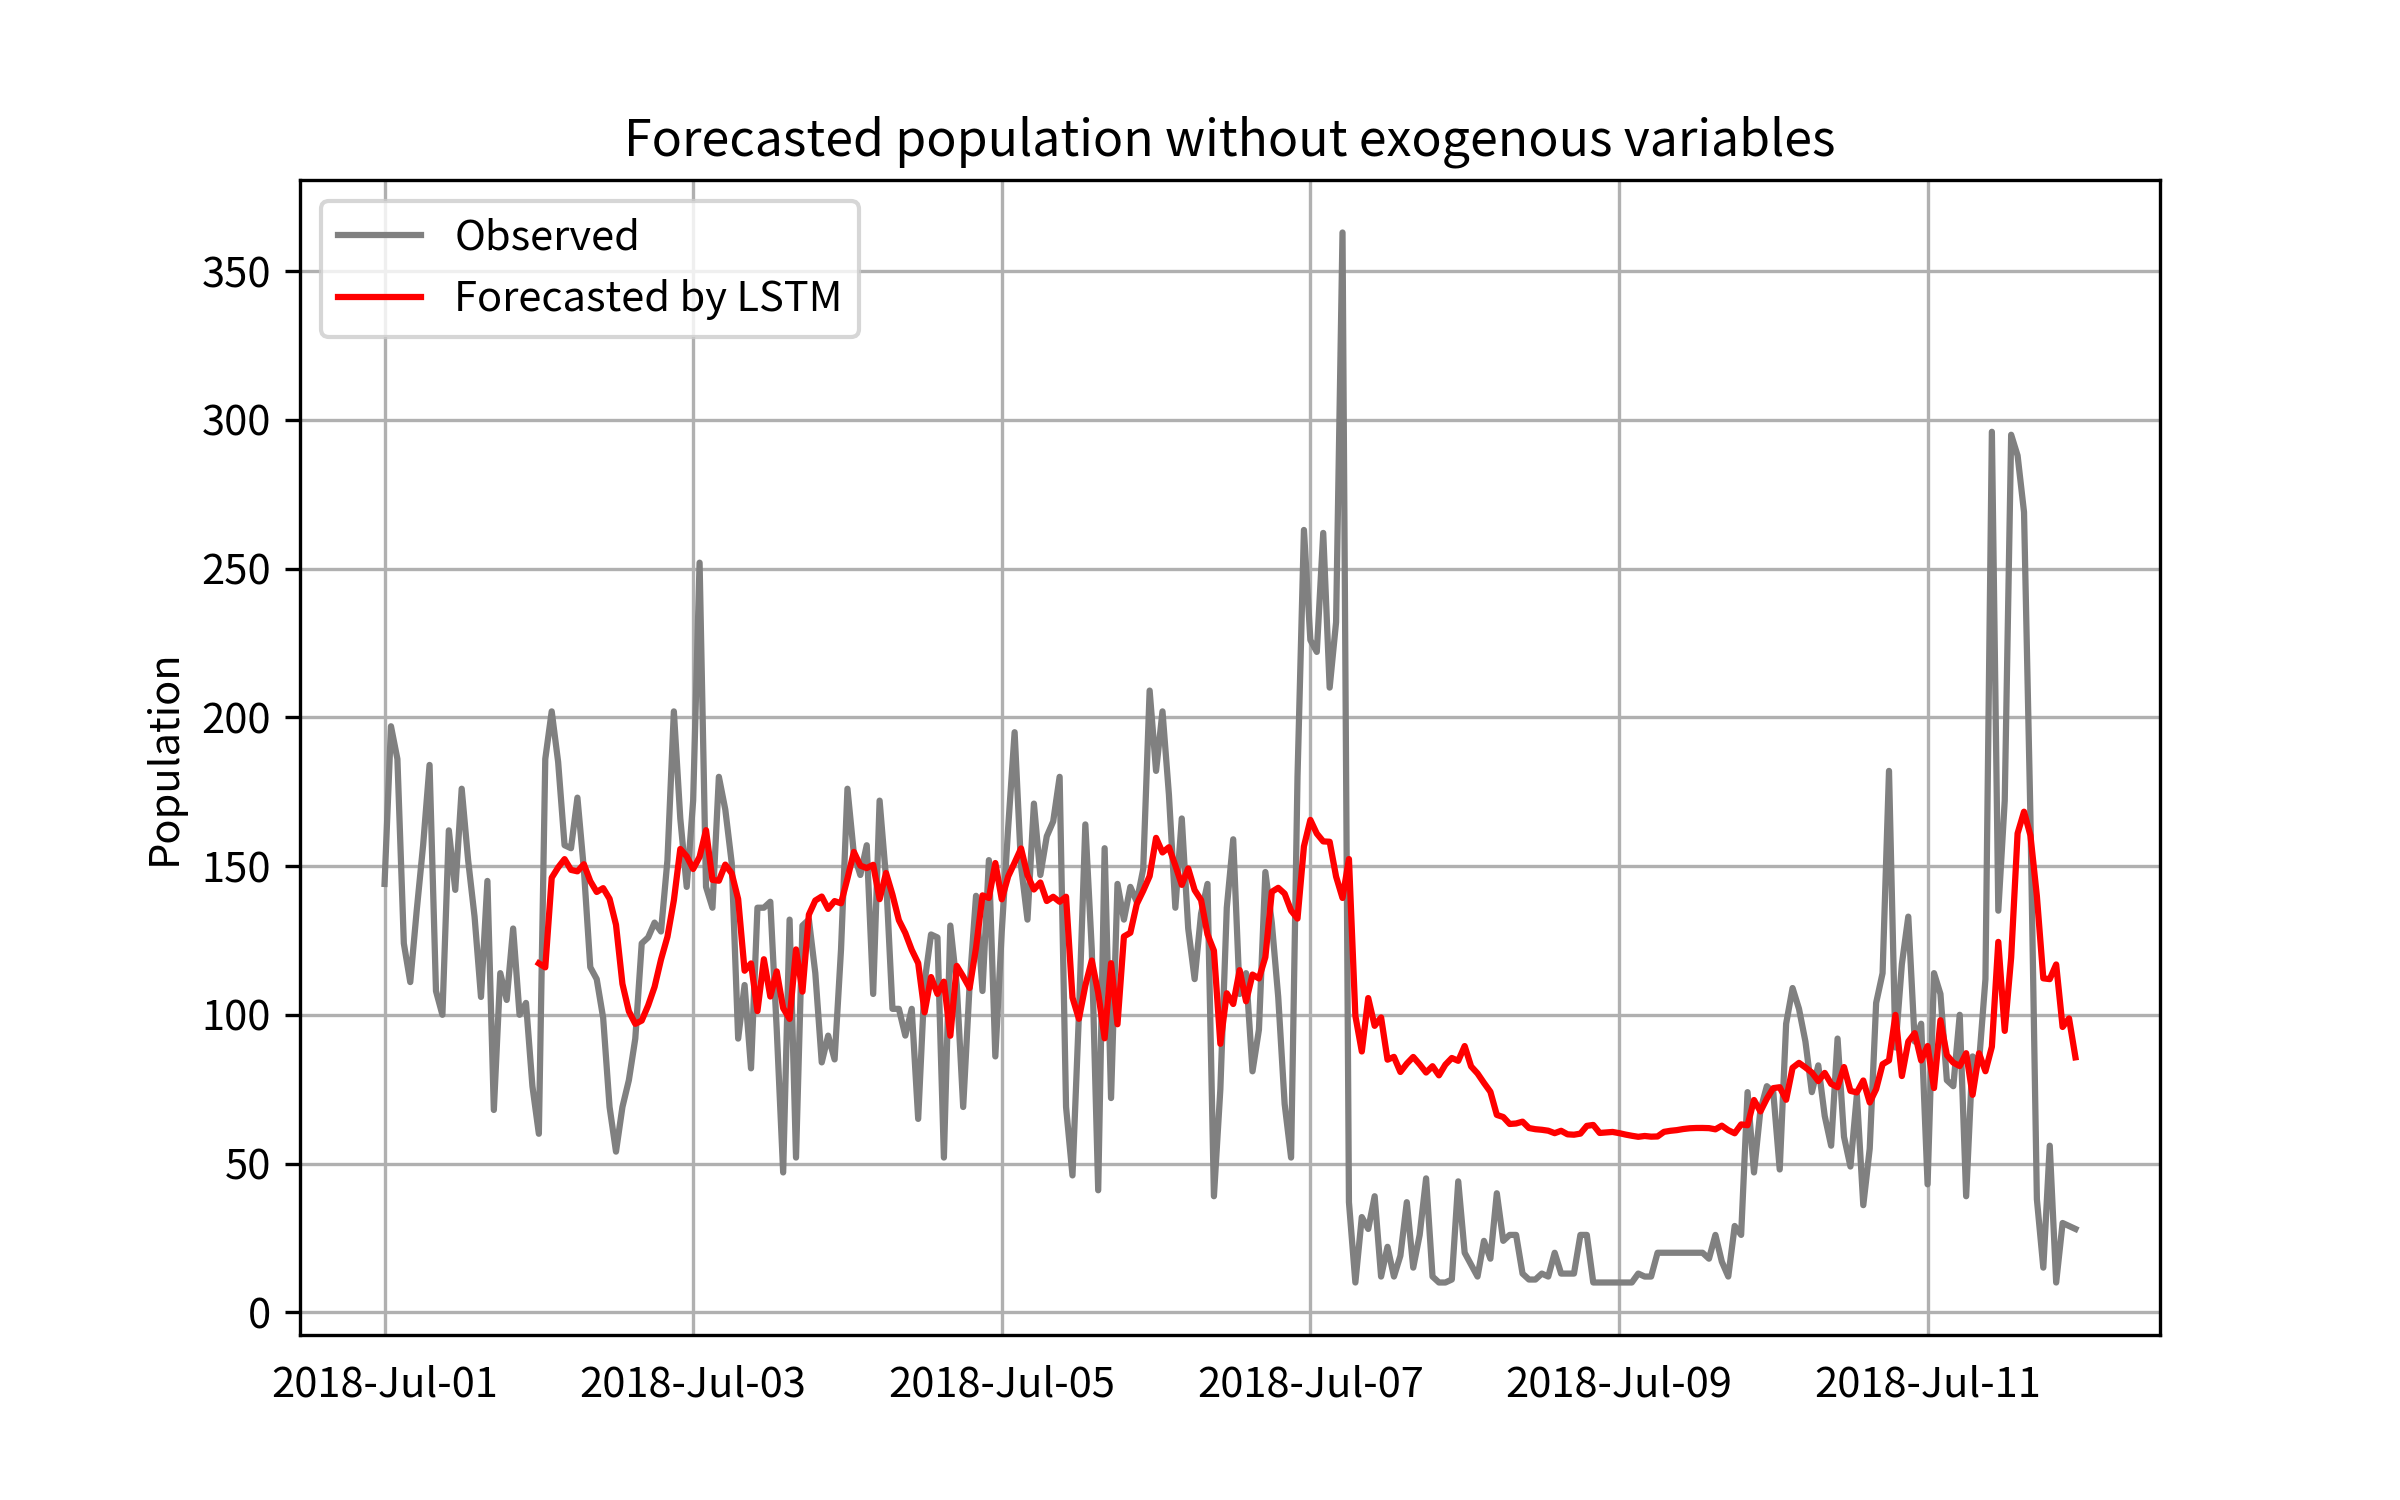 Forecasted population without exogenous variables
Observed
Forecasted by LSTM
Population
350
300
250
200
150
100
50
0
2018-Jul-01 2018-Jul-03 2018-Jul-05 2018-Jul-07 2018-Jul-09 2018-Jul-11